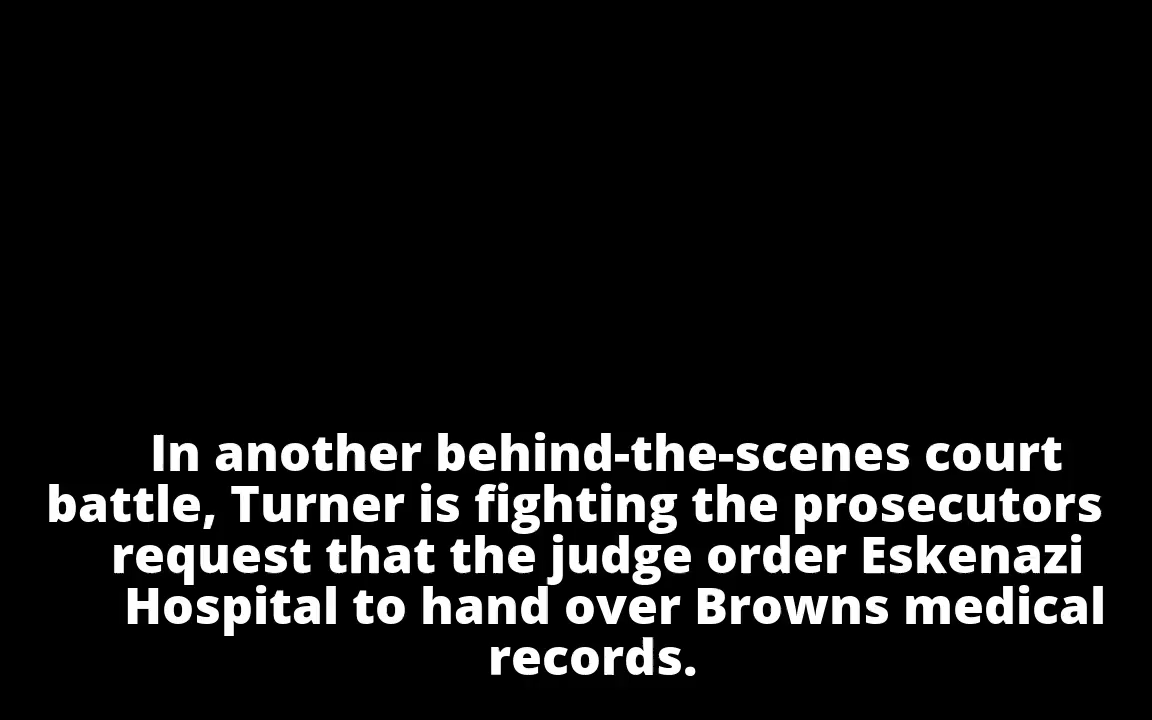 In another behind-the-scenes court
battle, Turner is fighting the prosecutors
request that the judge order Eskenazi
Hospital to hand over Browns medical
records.